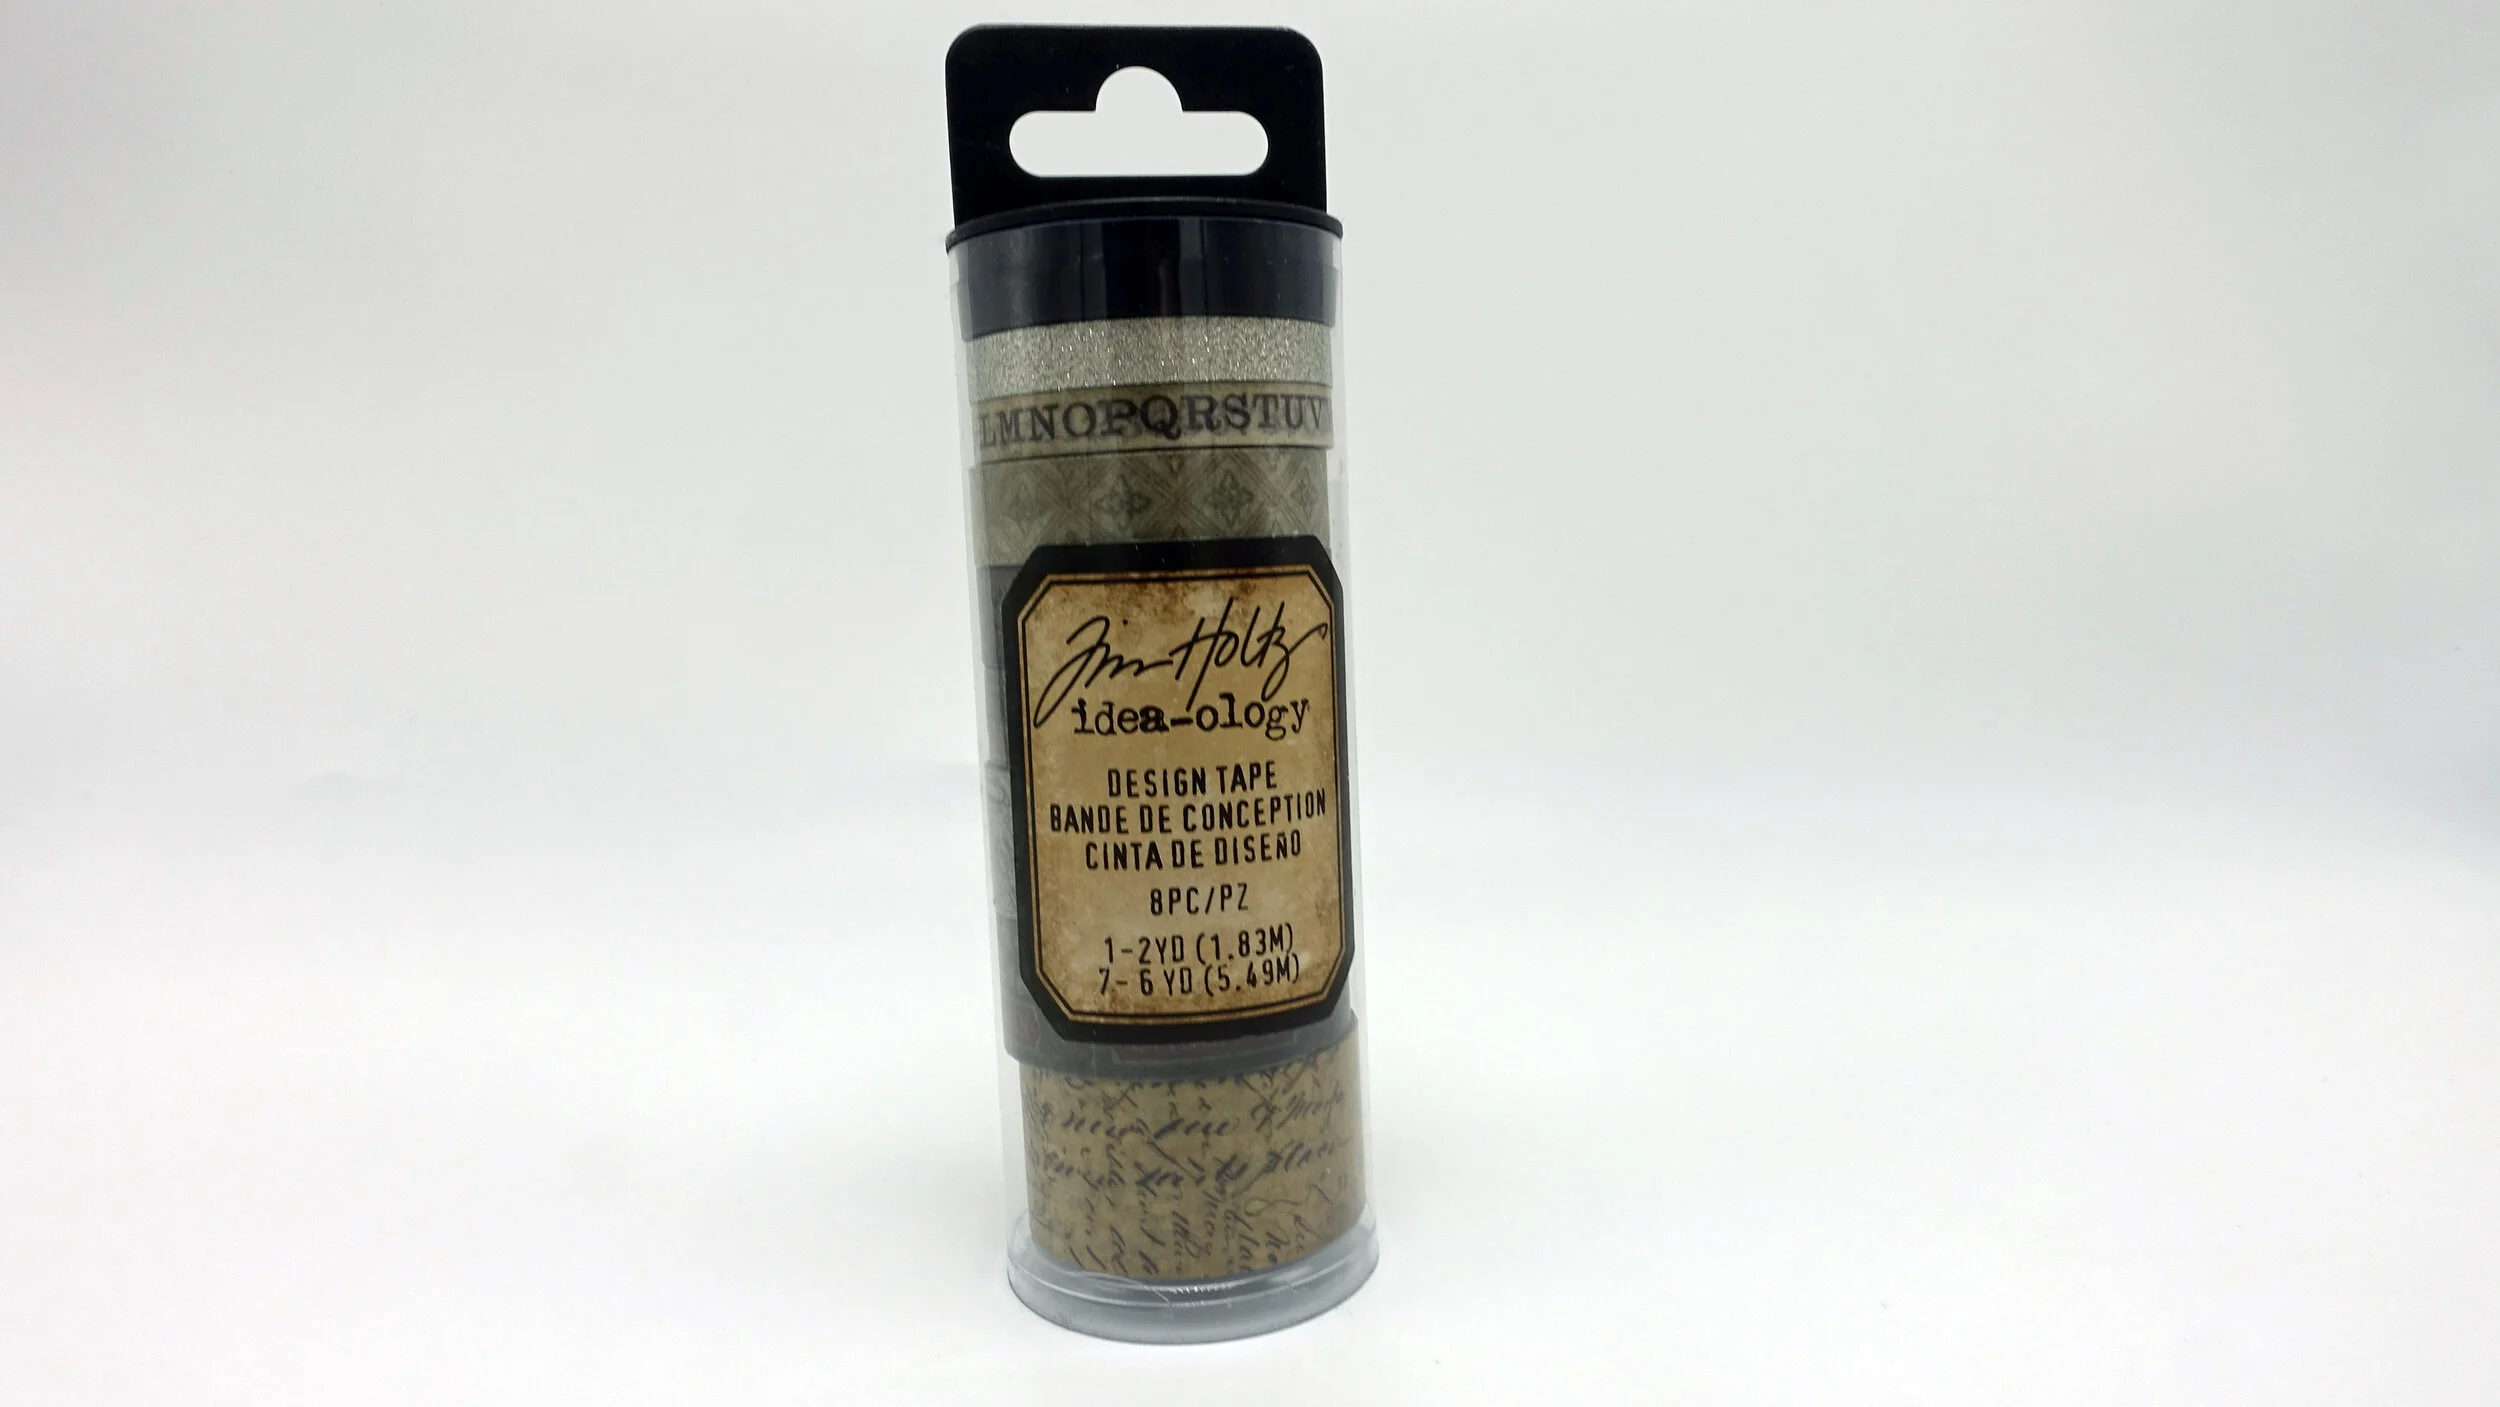 LMNOPQRSTUV
Tim Holtz
idea-ology
DESIGN TAPE
BANDE DE CONCEPTION
CINTA DE DISEÑO
8PC/PZ
1-2YD (1.83M)
7-6 YD (5.49M)